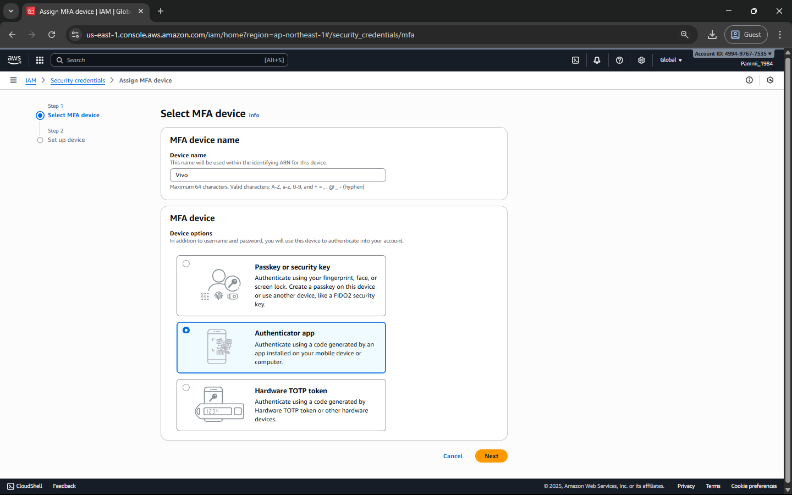 Assign MFA device | IAM | Glob
us-east-1.console.aws.amazon.com/iam/home?region=ap-northeast-1#/security_credentials/mfa
Guest
aws
Search
[Alt+S]
Global
Account ID: 4994-9767-7535
Pammi_1984
IAM > Security credentials > Assign MFA device
Step 1
Select MFA device
Step 2
Set up device
Select MFA device Info
MFA device name
Device name
This name will be used within the identifying ARN for this device.
Vivo
Maximum 64 characters. Valid characters: A-Z, a-z, 0-9, and + = , . @ _ - (hyphen)
MFA device
Device options
In addition to username and password, you will use this device to authenticate into your account.
Passkey or security key
Authenticate using your fingerprint, face, or
screen lock. Create a passkey on this device
or use another device, like a FIDO2 security
key.
Authenticator app
Authenticate using a code generated by an
app installed on your mobile device or
computer.
Hardware TOTP token
Authenticate using a code generated by
Hardware TOTP token or other hardware
devices.
Cancel
Next
CloudShell
Feedback
© 2025, Amazon Web Services, Inc. or its affiliates.
Privacy
Terms
Cookie preferences